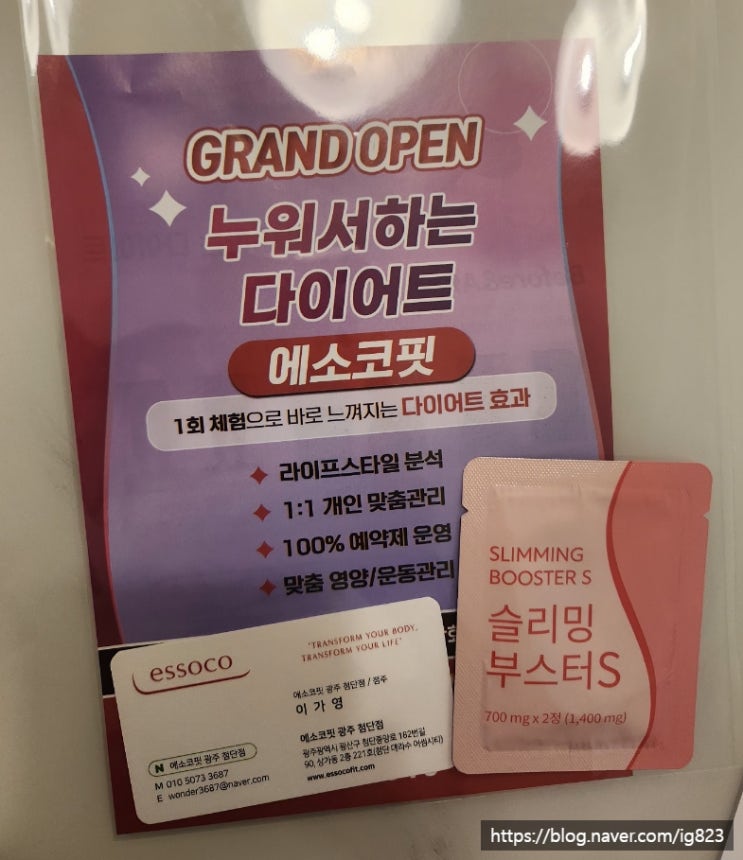 GRAND OPEN
누워서하는
다이어트
에소코핏
1회 체험으로 바로 느껴지는 다이어트 효과
라이프스타일 분석
1:1 개인 맞춤관리
100% 예약제 운영
맞춤 영양/운동관리
essoco
"TRANSFORM YOUR BODY,
TRANSFORM YOUR LIFE"
에소코핏 광주 첨단점 / 점주
이 가 영
에소코핏 광주 첨단점
광주광역시 광산구 첨단중앙로 182번길
90, 상가동 2층 221호(첨단 대라수 어썸시티)
www.essocofit.com
N 에소코핏 광주 첨단점
M 010 5073 3687
E wonder3687@naver.com
SLIMMING
BOOSTER S
슬리밍
부스터S
700 mg x 2정 (1,400 mg)
https://blog.naver.com/ig823